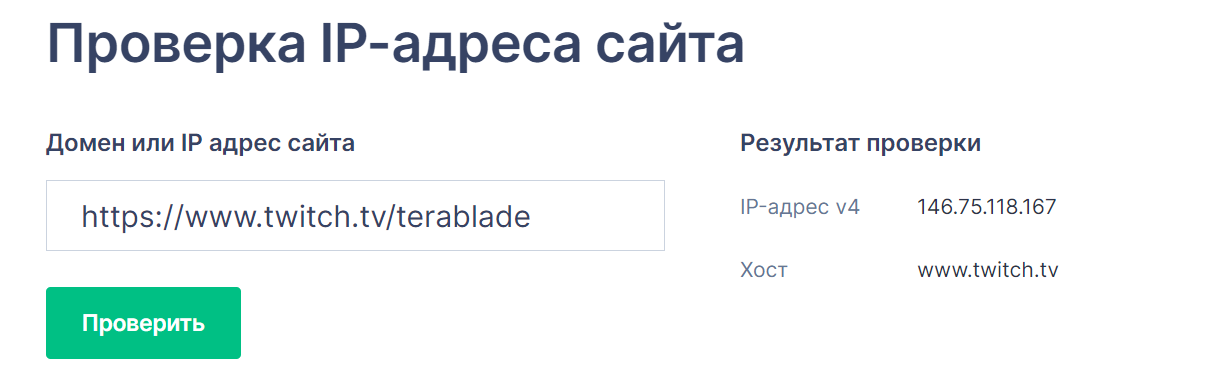 Проверка IP-адреса сайта
Домен или IP адрес сайта
https://www.twitch.tv/terablade
Проверить
Результат проверки
IP-адрес v4 146.75.118.167
Хост www.twitch.tv